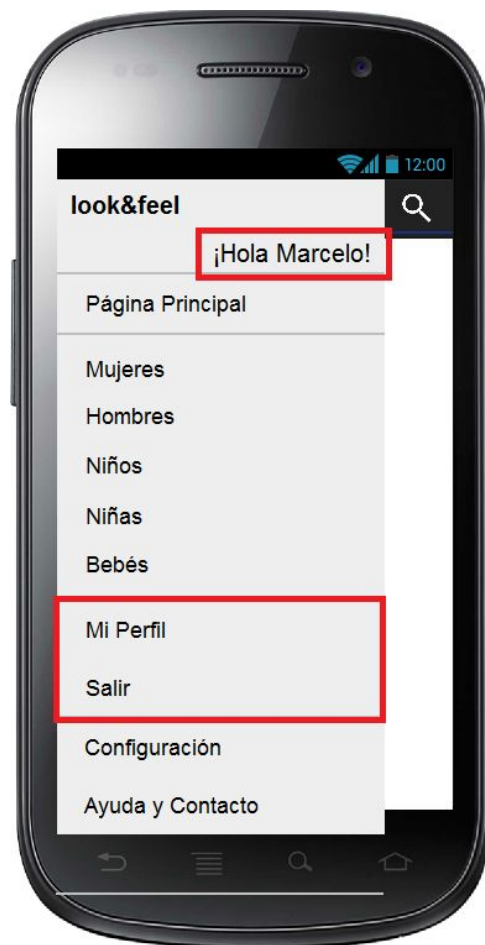 12:00
look&feel
¡Hola Marcelo!
Página Principal
Mujeres
Hombres
Niños
Niñas
Bebés
Mi Perfil
Salir
Configuración
Ayuda y Contacto